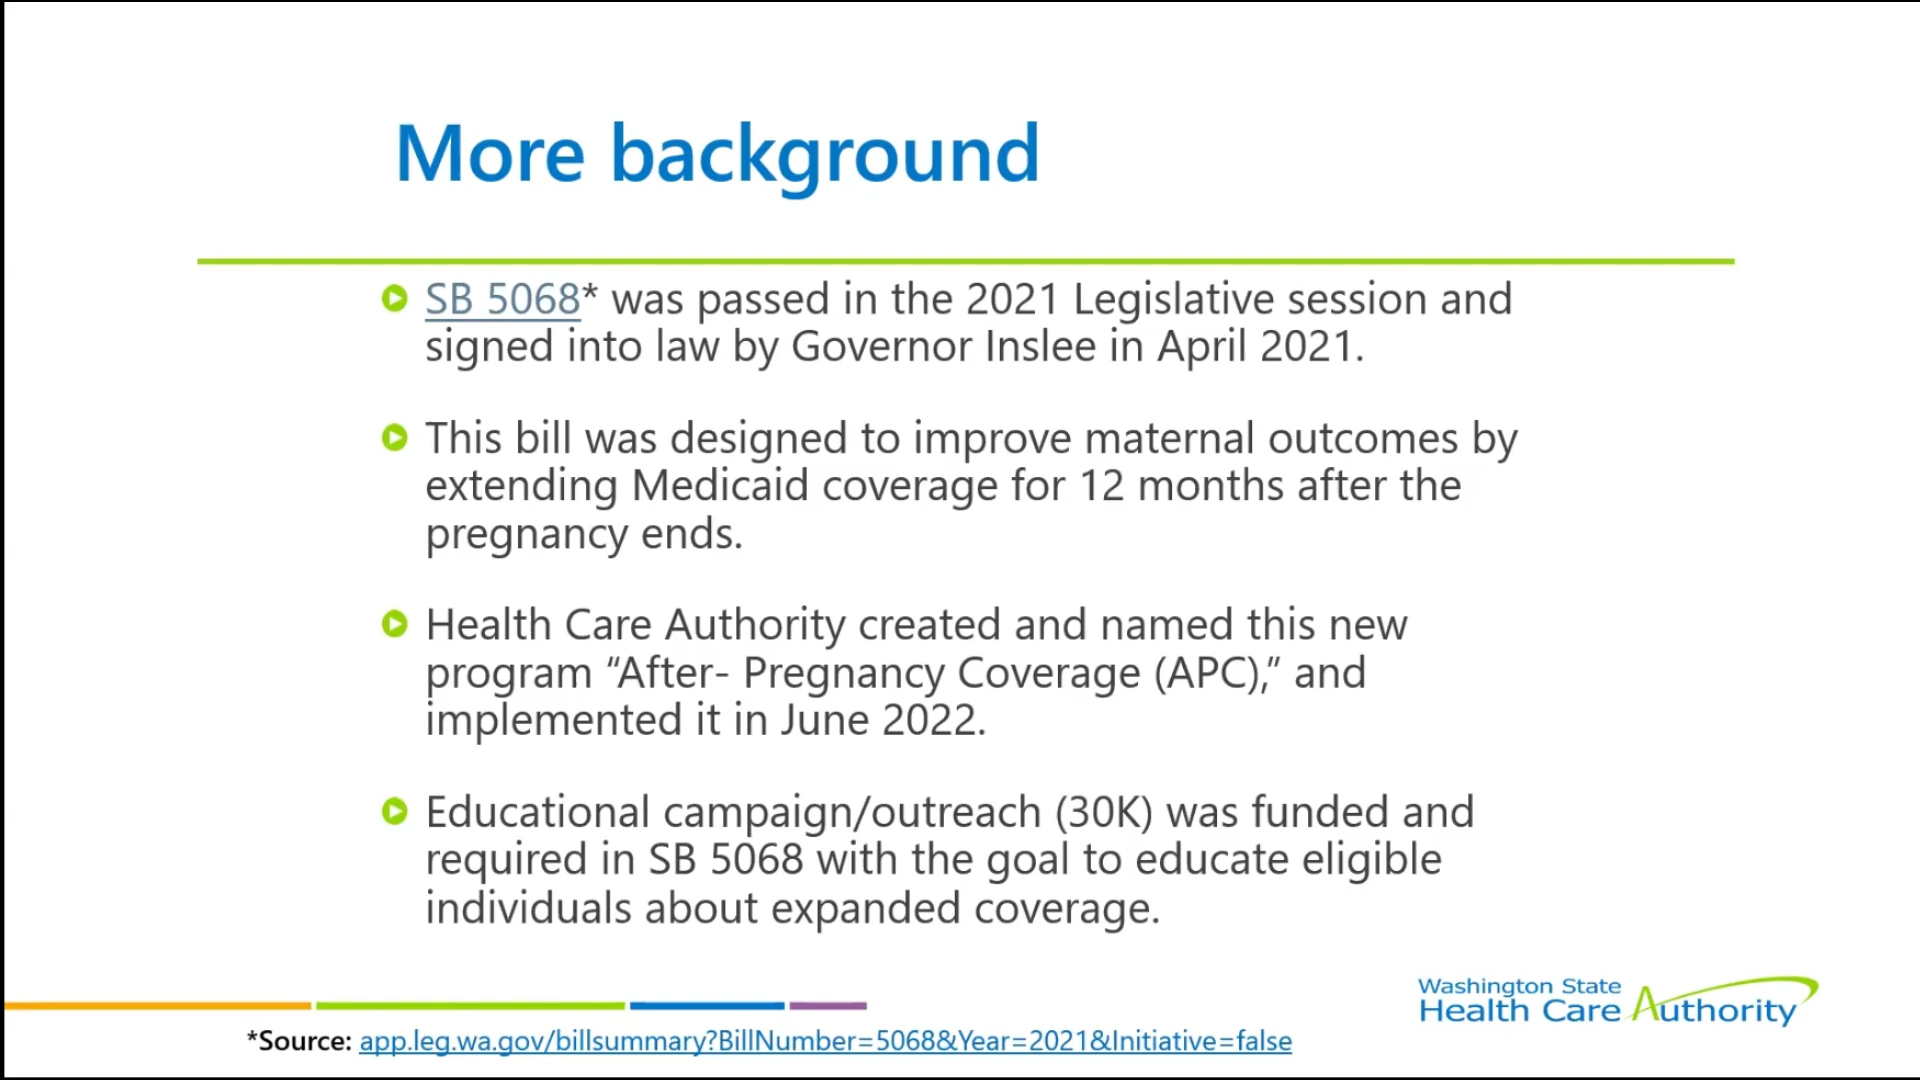 More background
SB 5068* was passed in the 2021 Legislative session and
signed into law by Governor Inslee in April 2021.
This bill was designed to improve maternal outcomes by
extending Medicaid coverage for 12 months after the
pregnancy ends.
Health Care Authority created and named this new
program “After- Pregnancy Coverage (APC),” and
implemented it in June 2022.
Educational campaign/outreach (30K) was funded and
required in SB 5068 with the goal to educate eligible
individuals about expanded coverage.
Washington State
Health Care Authority
*Source: app.leg.wa.gov/billsummary?BillNumber=5068&Year=2021&Initiative=false